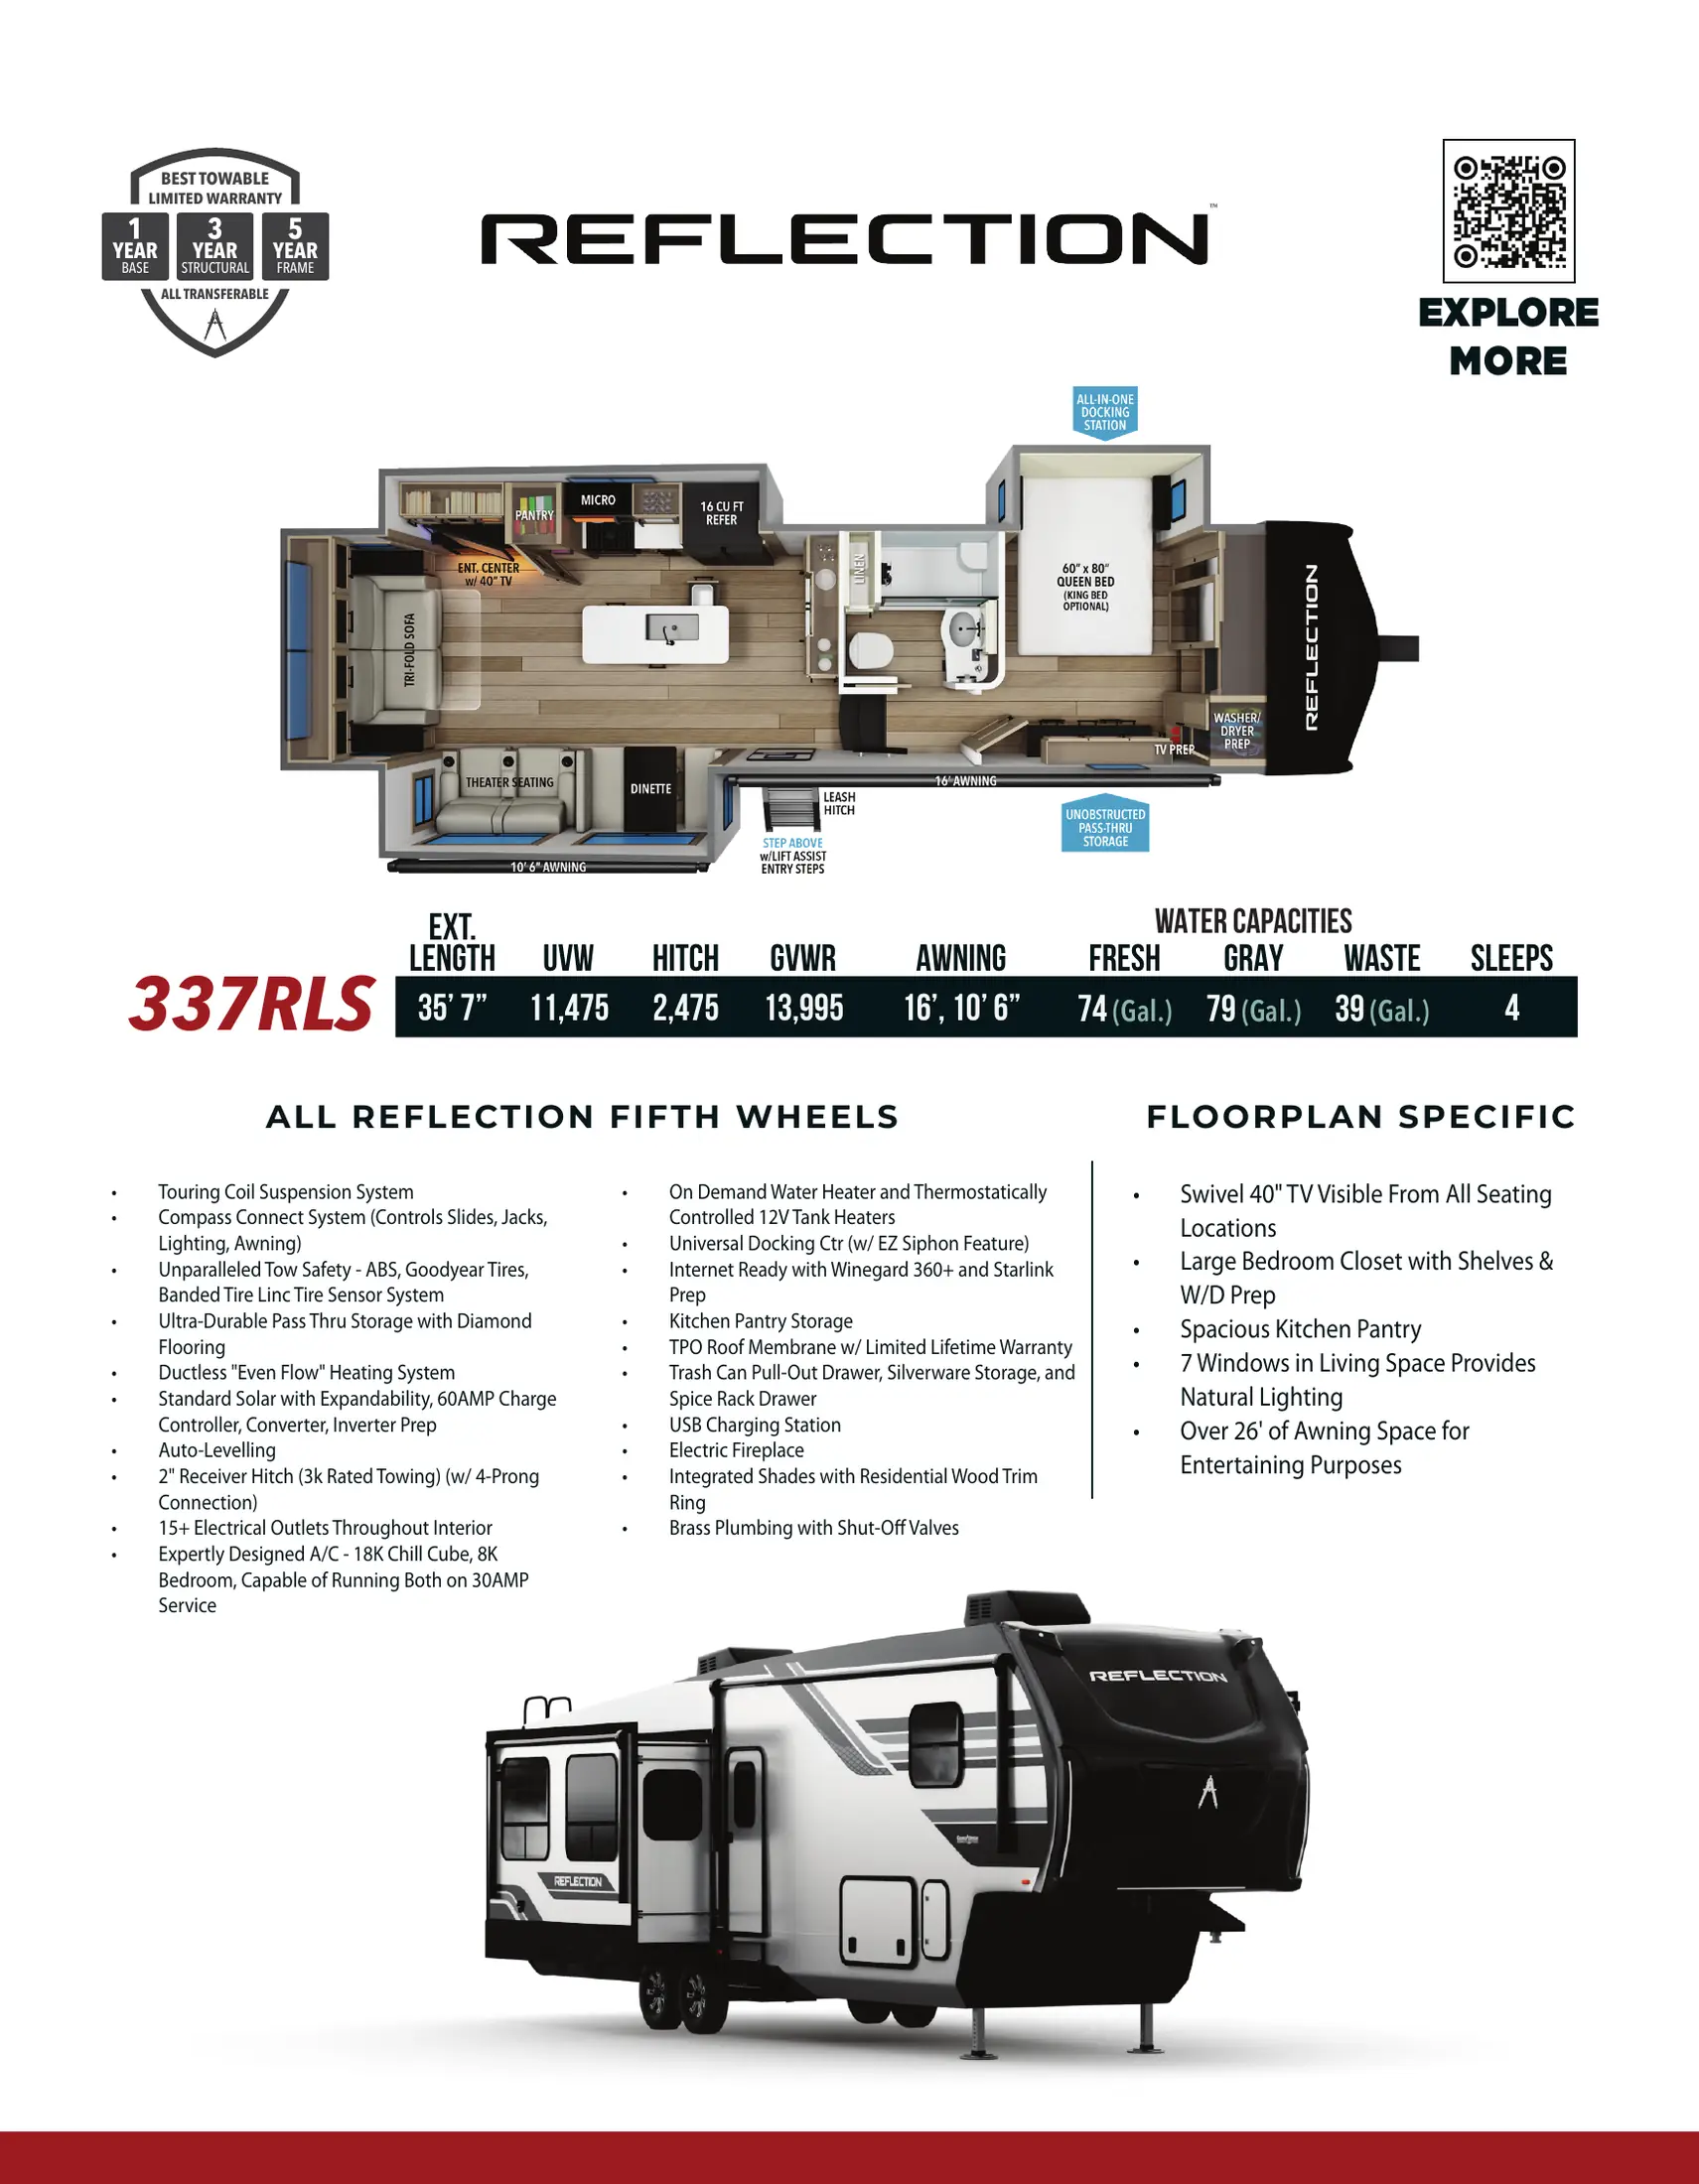 BEST TOWABLE
LIMITED WARRANTY
1 YEAR BASE
3 YEAR STRUCTURAL
5 YEAR FRAME
ALL TRANSFERABLE
REFLECTION™
EXPLORE
MORE
ALL-IN-ONE
DOCKING
STATION
PANTRY
MICRO
16 CU FT
REFER
ENT. CENTER
w/ 40" TV
TRI-FOLD SOFA
LINEN
60" x 80"
QUEEN BED
(KING BED
OPTIONAL)
REFLECTION
WASHER/
DRYER
PREP
TV PREP
THEATER SEATING
DINETTE
16' AWNING
LEASH
HITCH
STEP ABOVE
w/LIFT ASSIST
ENTRY STEPS
UNOBSTRUCTED
PASS-THRU
STORAGE
10' 6" AWNING
WATER CAPACITIES
EXT. LENGTH UVW HITCH GVWR AWNING FRESH GRAY WASTE SLEEPS
337RLS 35' 7" 11,475 2,475 13,995 16', 10' 6" 74 (Gal.) 79 (Gal.) 39 (Gal.) 4
ALL REFLECTION FIFTH WHEELS
• Touring Coil Suspension System
• Compass Connect System (Controls Slides, Jacks,
Lighting, Awning)
• Unparalleled Tow Safety - ABS, Goodyear Tires,
Banded Tire Linc Tire Sensor System
• Ultra-Durable Pass Thru Storage with Diamond
Flooring
• Ductless "Even Flow" Heating System
• Standard Solar with Expandability, 60AMP Charge
Controller, Converter, Inverter Prep
• Auto-Levelling
• 2" Receiver Hitch (3k Rated Towing) (w/ 4-Prong
Connection)
• 15+ Electrical Outlets Throughout Interior
• Expertly Designed A/C - 18K Chill Cube, 8K
Bedroom, Capable of Running Both on 30AMP
Service
• On Demand Water Heater and Thermostatically
Controlled 12V Tank Heaters
• Universal Docking Ctr (w/ EZ Siphon Feature)
• Internet Ready with Winegard 360+ and Starlink
Prep
• Kitchen Pantry Storage
• TPO Roof Membrane w/ Limited Lifetime Warranty
• Trash Can Pull-Out Drawer, Silverware Storage, and
Spice Rack Drawer
• USB Charging Station
• Electric Fireplace
• Integrated Shades with Residential Wood Trim
Ring
• Brass Plumbing with Shut-Off Valves
FLOORPLAN SPECIFIC
• Swivel 40" TV Visible From All Seating
Locations
• Large Bedroom Closet with Shelves &
W/D Prep
• Spacious Kitchen Pantry
• 7 Windows in Living Space Provides
Natural Lighting
• Over 26' of Awning Space for
Entertaining Purposes
REFLECTION
REFLECTION